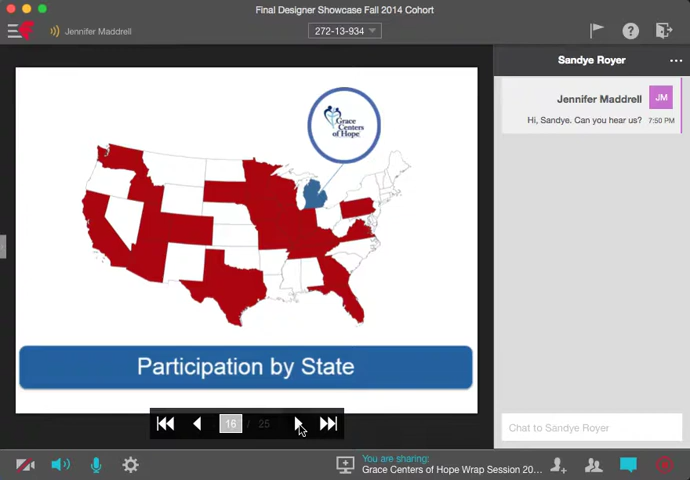 Final Designer Showcase Fall 2014 Cohort
Jennifer Maddrell
272-13-934
?
Sandye Royer
Jennifer Maddrell
JM
Hi, Sandye. Can you hear us?
7:50 PM
Grace
Centers
of Hope
Participation by State
16 / 25
Chat to Sandye Royer
You are sharing:
Grace Centers of Hope Wrap Session 20...